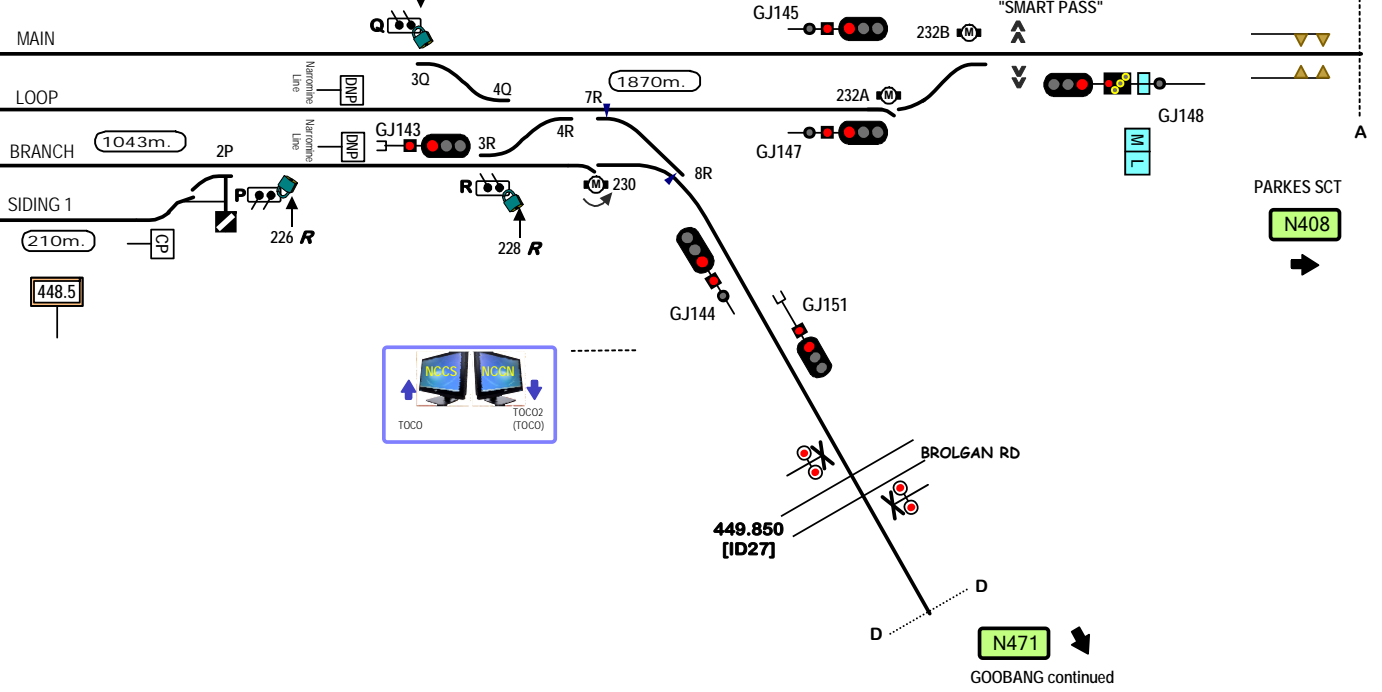 "SMART PASS"
GJ145
Q
232B
M
MAIN
3Q
Narromine
Line
DNP
4Q
1870m.
7R
232A
M
LOOP
GJ148
Narromine
Line
DNP
GJ143
GJ147
A
1043m.
2P
3R
4R
M
L
BRANCH
8R
P
R
M
230
PARKES SCT
SIDING 1
N408
210m.
CP
226 R
228 R
448.5
GJ144
GJ151
NCCS
NCCN
TOCO
TOCO2
(TOCO)
BROLGAN RD
449.850
[ID27]
D
D
N471
GOOBANG continued